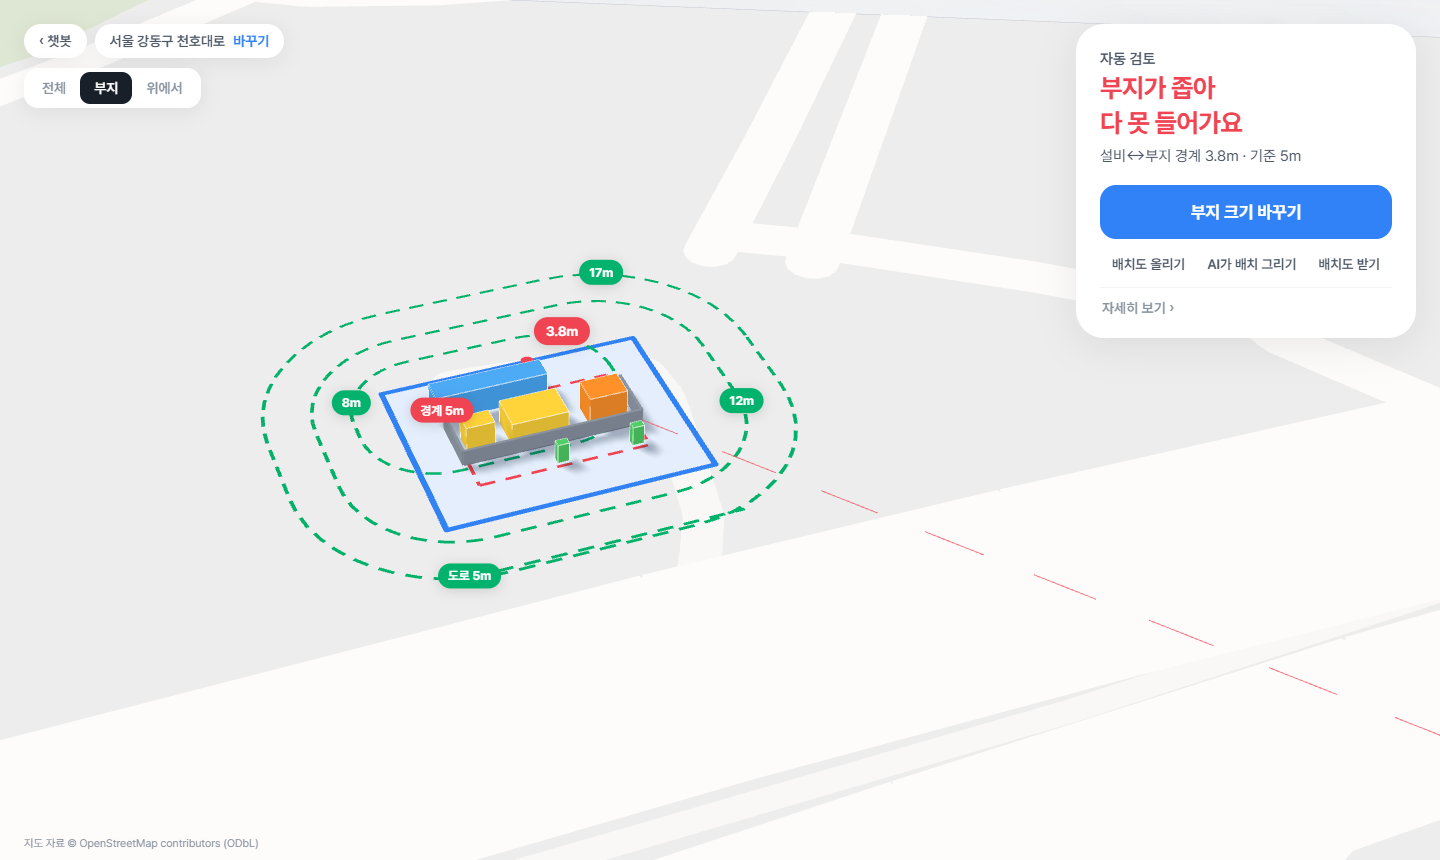 ‹ 챗봇
서울 강동구 천호대로 바꾸기
전체 부지 위에서
자동 검토
부지가 좁아
다 못 들어가요
설비↔부지 경계 3.8m · 기준 5m
부지 크기 바꾸기
배치도 올리기 AI가 배치 그리기 배치도 받기
자세히 보기 ›
17m
3.8m
8m
경계 5m
12m
도로 5m
지도 자료 © OpenStreetMap contributors (ODbL)